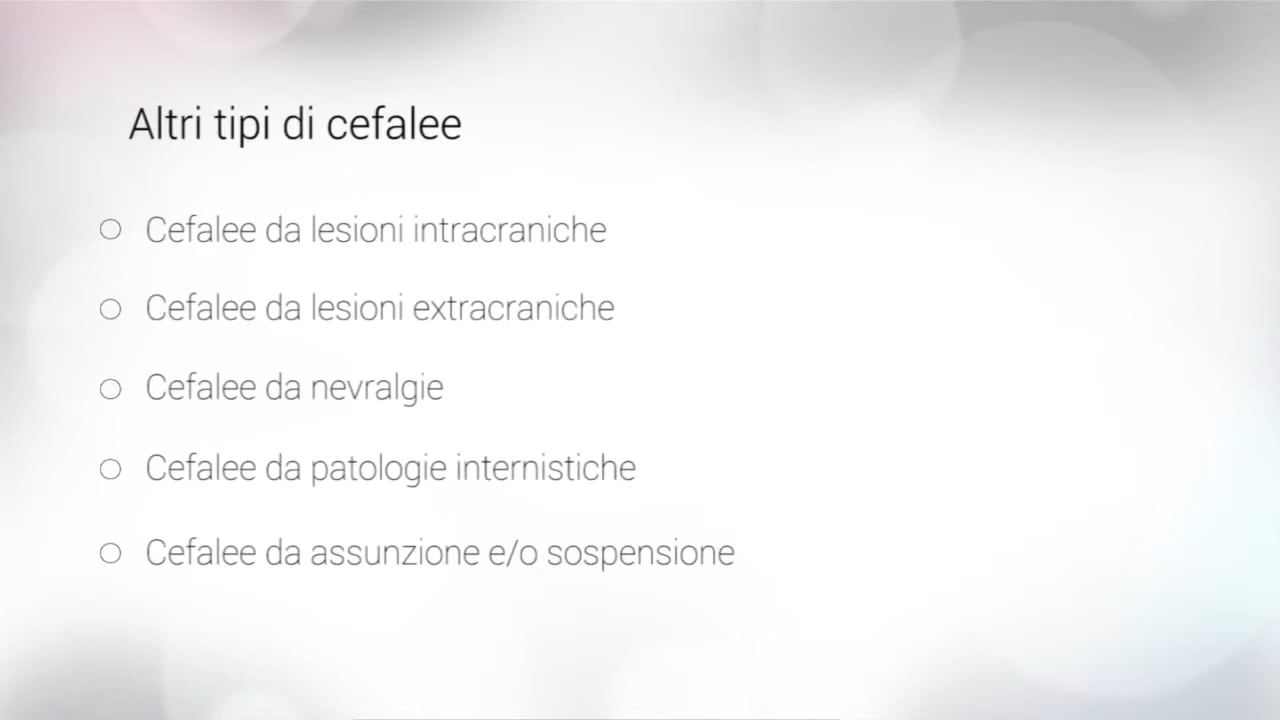 Altri tipi di cefalee
Cefalee da lesioni intracraniche
Cefalee da lesioni extracraniche
Cefalee da nevralgie
Cefalee da patologie internistiche
Cefalee da assunzione e/o sospensione